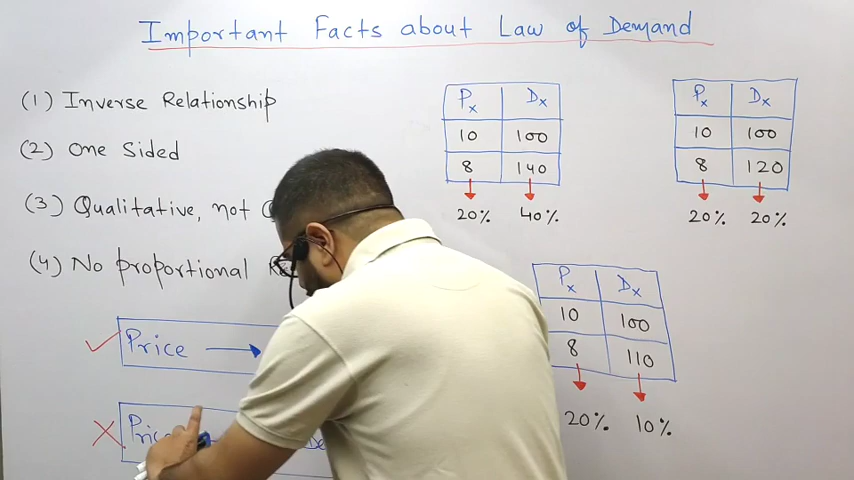 Important Facts about Law of Demand
(1) Inverse Relationship
(2) One Sided
(3) Qualitative, not
(4) No proportional
Price →
Price
Px Dx
10 100
8 140
20% 40%
Px Dx
10 100
8 120
20% 20%
Px Dx
10 100
8 110
20% 10%